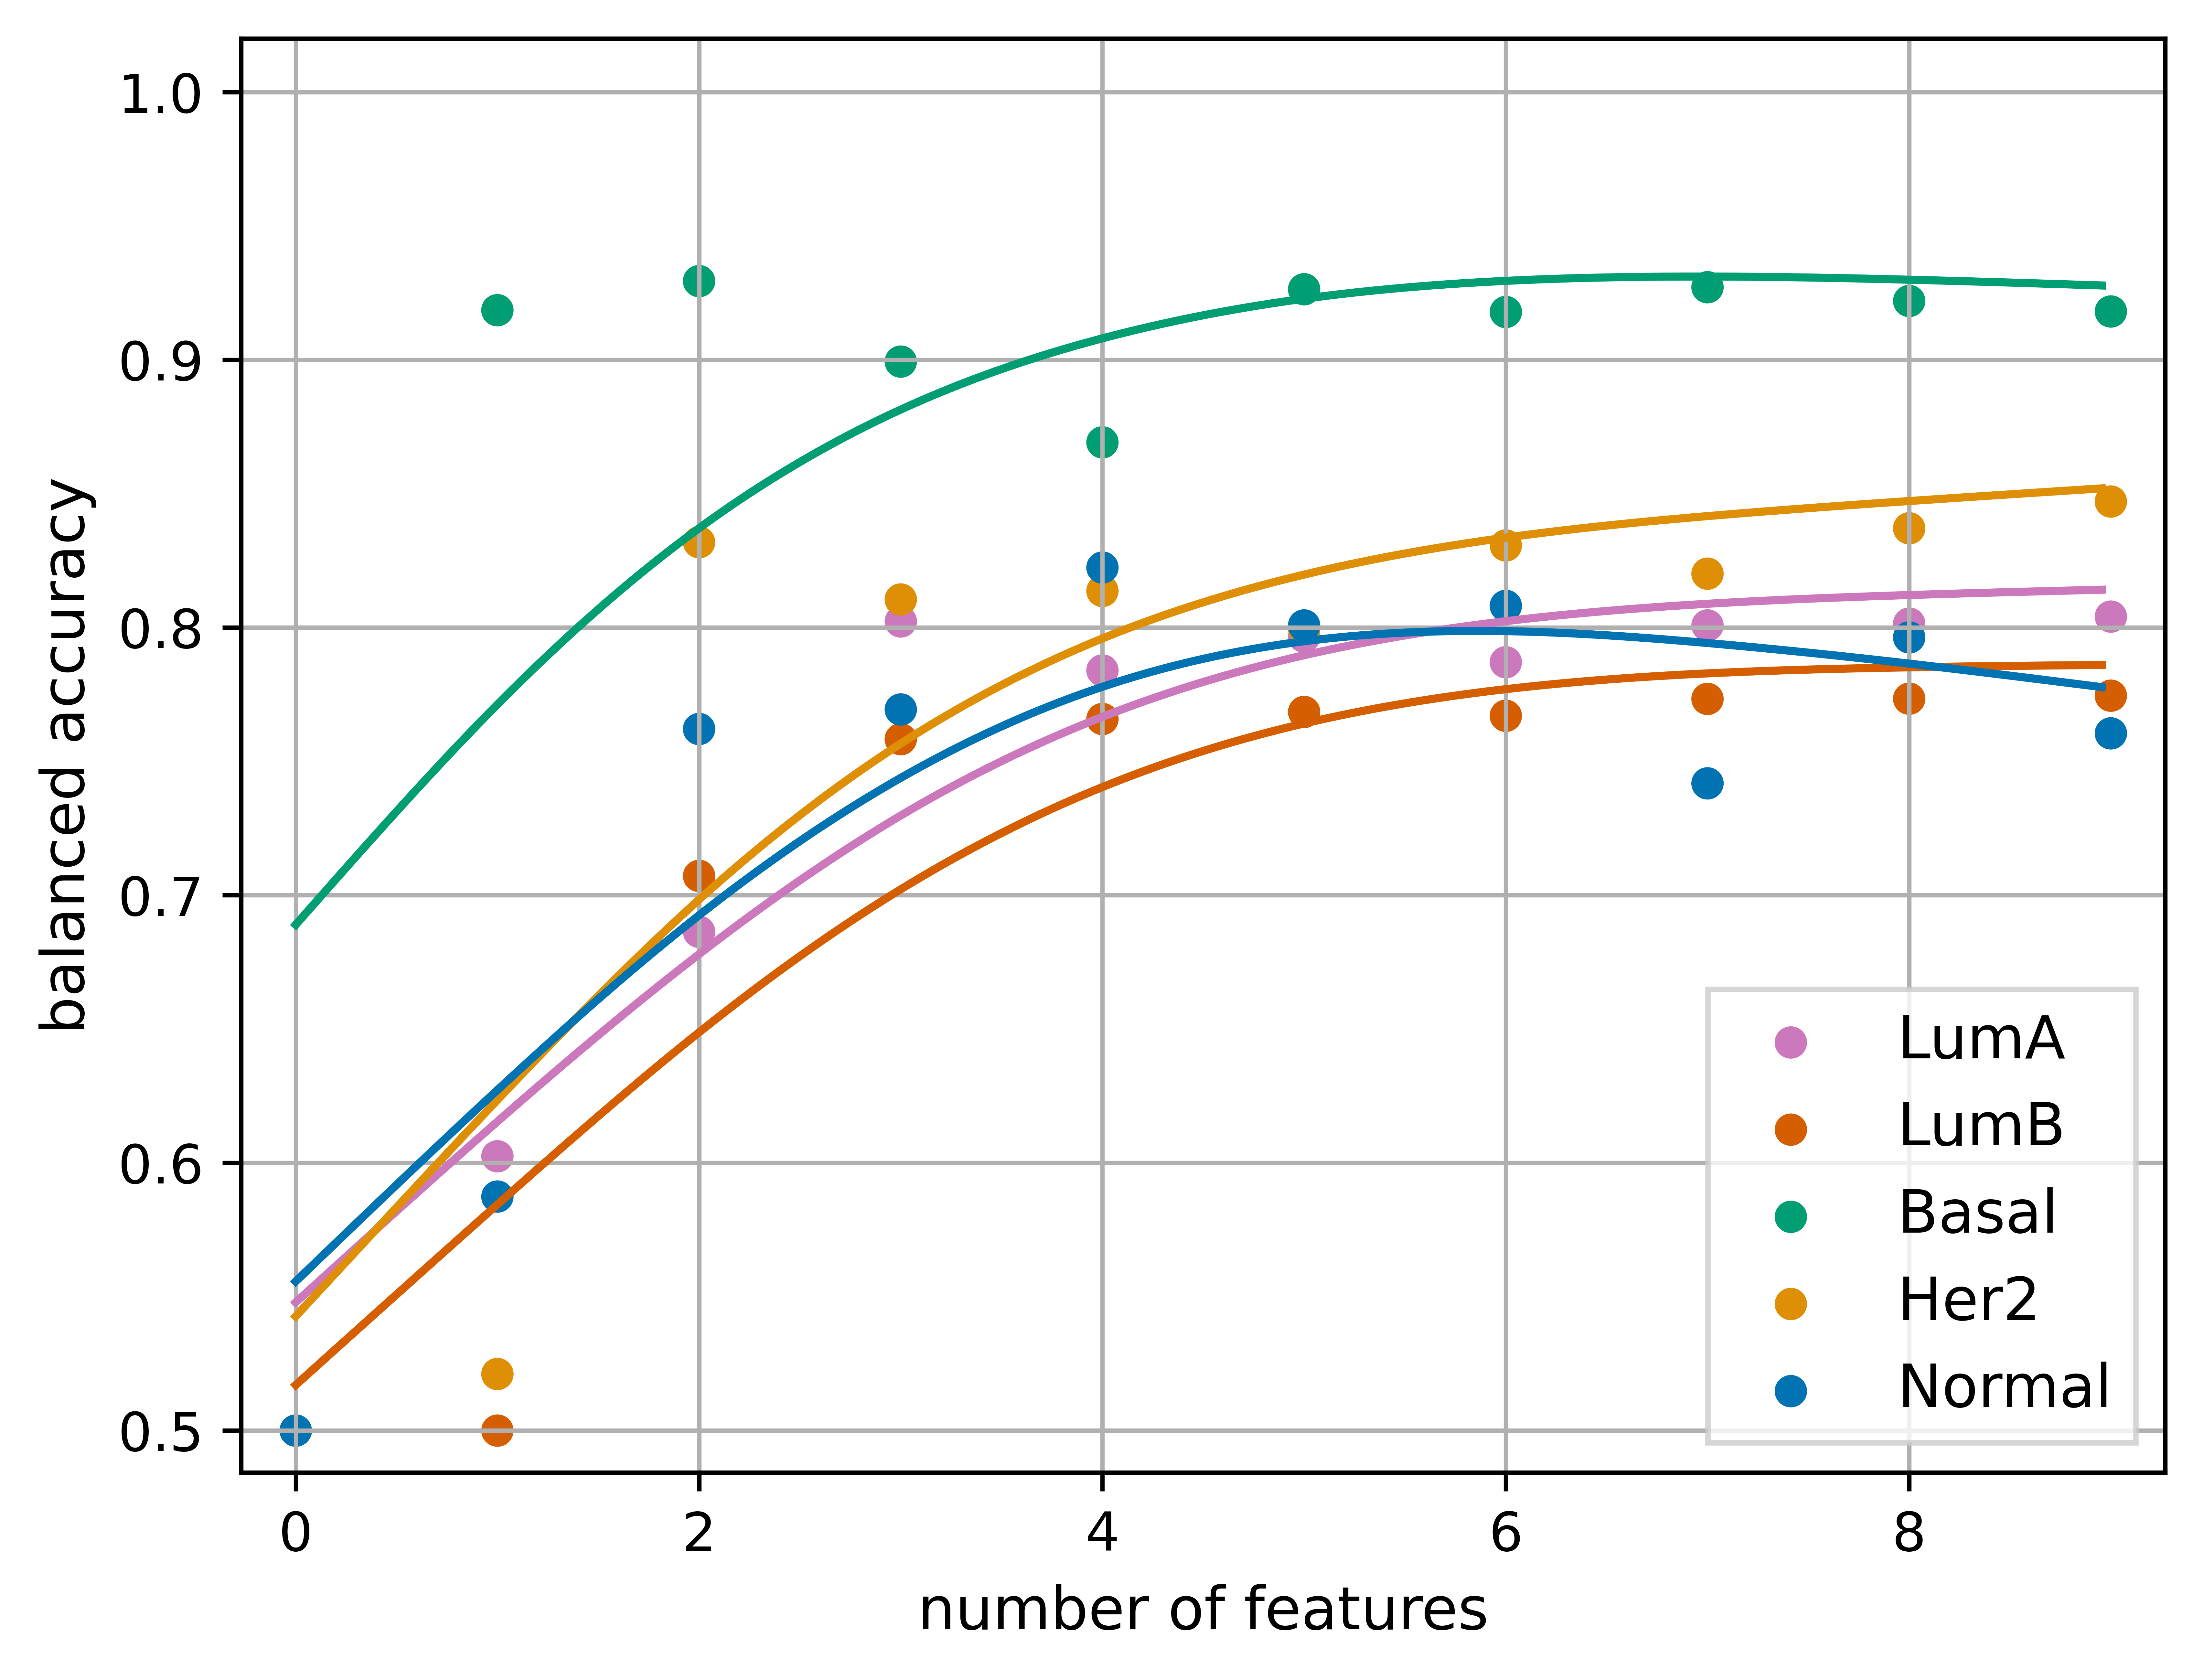 1.0
0.9
0.8
0.7
0.6
0.5
balanced accuracy
LumA
LumB
Basal
Her2
Normal
0 2 4 6 8
number of features